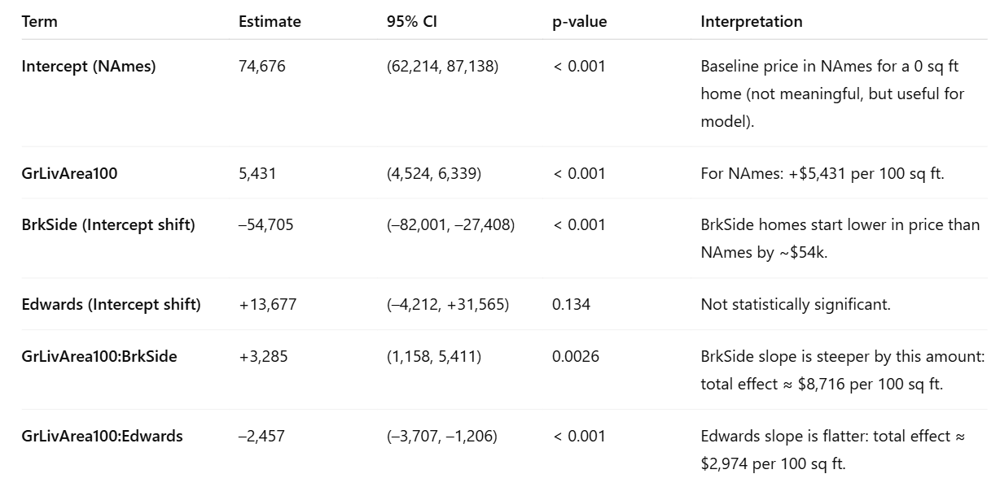 Term Estimate 95% CI p-value Interpretation
Intercept (NAmes) 74,676 (62,214, 87,138) < 0.001 Baseline price in NAmes for a 0 sq ft
home (not meaningful, but useful for
model).
GrLivArea100 5,431 (4,524, 6,339) < 0.001 For NAmes: +$5,431 per 100 sq ft.
BrkSide (Intercept shift) –54,705 (–82,001, –27,408) < 0.001 BrkSide homes start lower in price than
NAmes by ~$54k.
Edwards (Intercept shift) +13,677 (–4,212, +31,565) 0.134 Not statistically significant.
GrLivArea100:BrkSide +3,285 (1,158, 5,411) 0.0026 BrkSide slope is steeper by this amount:
total effect ≈ $8,716 per 100 sq ft.
GrLivArea100:Edwards –2,457 (–3,707, –1,206) < 0.001 Edwards slope is flatter: total effect ≈
$2,974 per 100 sq ft.